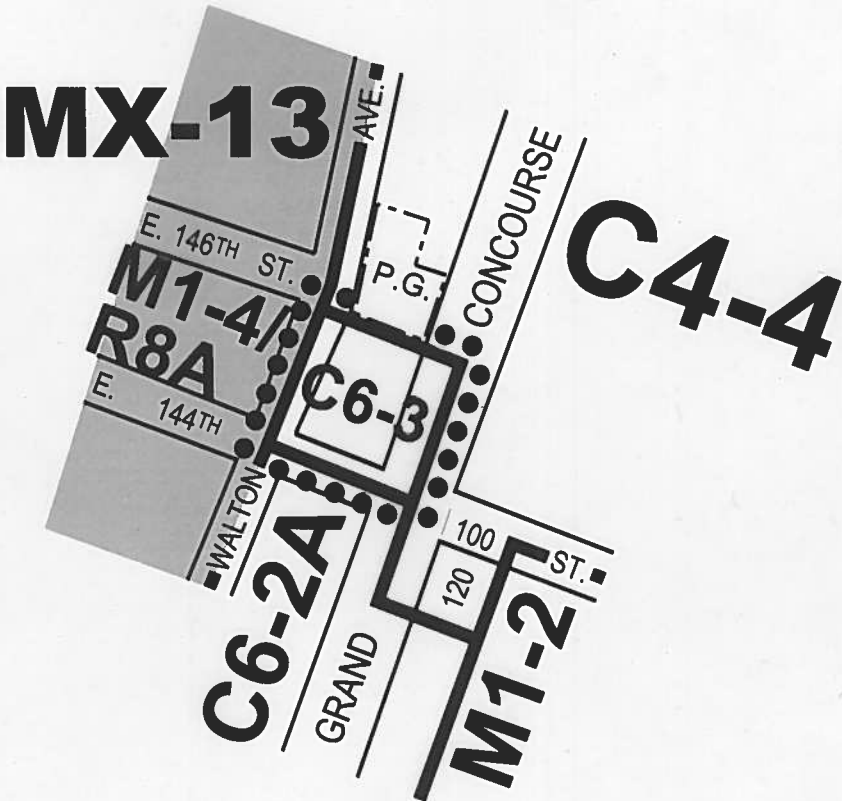 MX-13
AVE.
CONCOURSE
C4-4
E. 146TH ST.
P.G.
M1-4/
R8A
C6-3
E. 144TH
WALTON
C6-2A
GRAND
100
ST.
120
M1-2